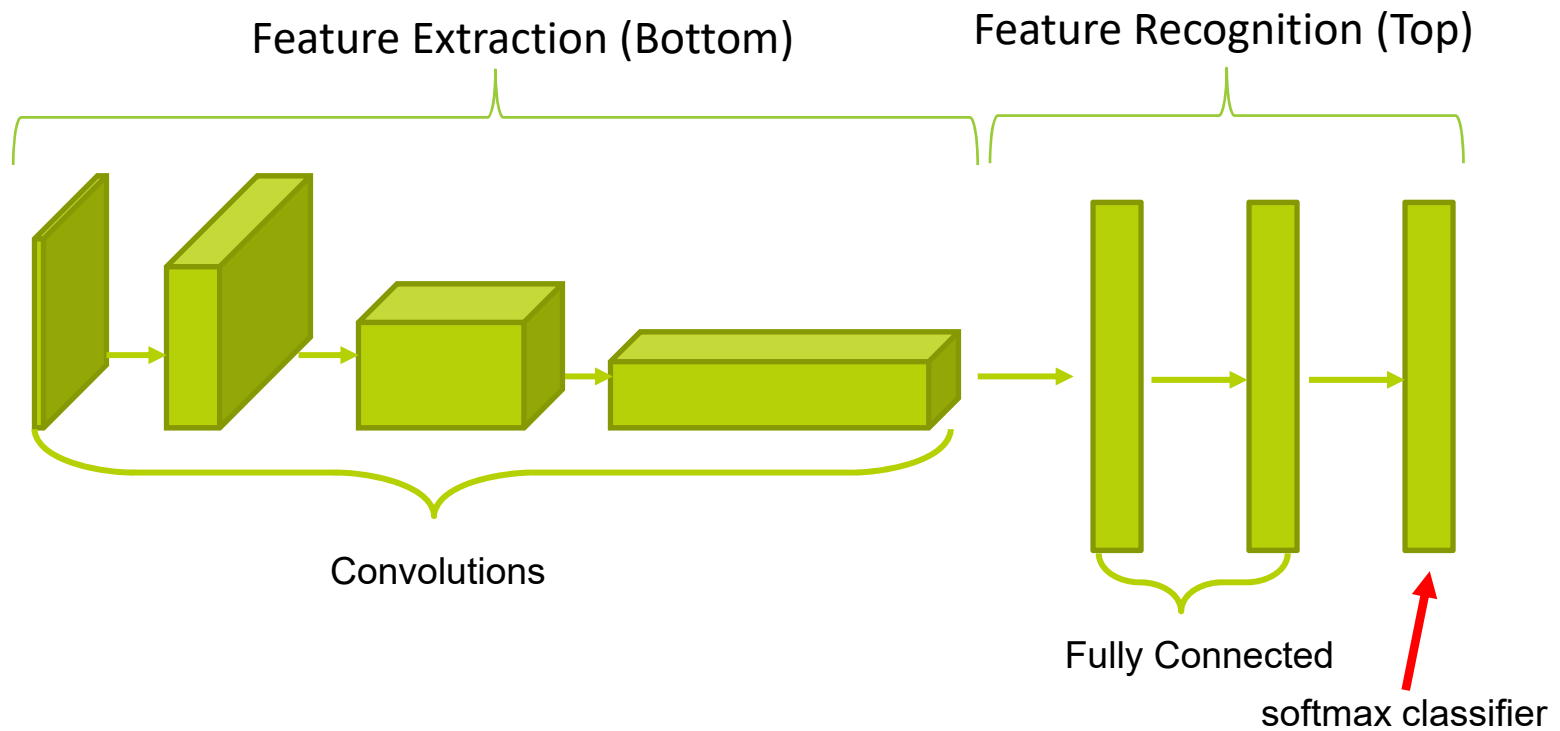 Feature Extraction (Bottom)
Feature Recognition (Top)
Convolutions
Fully Connected
softmax classifier